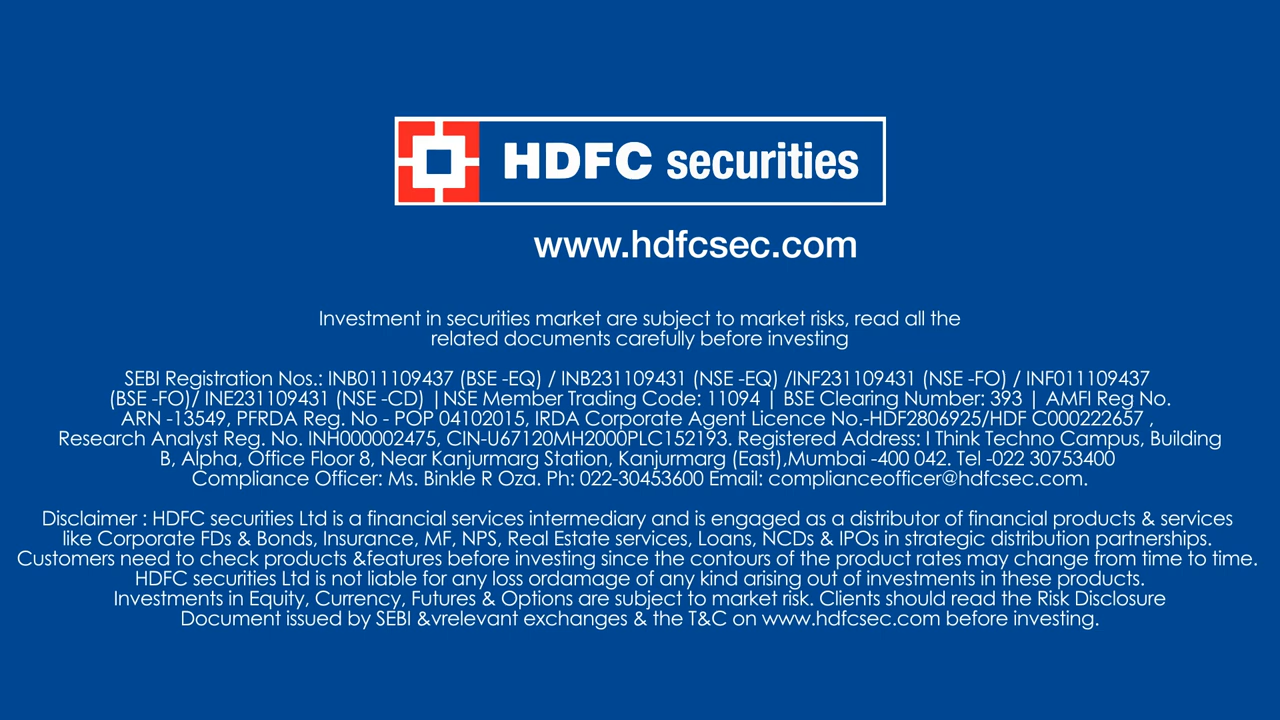 HDFC securities
www.hdfcsec.com
Investment in securities market are subject to market risks, read all the
related documents carefully before investing
SEBI Registration Nos.: INB011109437 (BSE -EQ) / INB231109431 (NSE -EQ) /INF231109431 (NSE -FO) / INF011109437
(BSE -FO)/ INE231109431 (NSE -CD) |NSE Member Trading Code: 11094 | BSE Clearing Number: 393 | AMFI Reg No.
ARN -13549, PFRDA Reg. No - POP 04102015, IRDA Corporate Agent Licence No.-HDF2806925/HDF C000222657 ,
Research Analyst Reg. No. INH000002475, CIN-U67120MH2000PLC152193. Registered Address: I Think Techno Campus, Building
B, Alpha, Office Floor 8, Near Kanjurmarg Station, Kanjurmarg (East),Mumbai -400 042. Tel -022 30753400
Compliance Officer: Ms. Binkle R Oza. Ph: 022-30453600 Email: complianceofficer@hdfcsec.com.
Disclaimer : HDFC securities Ltd is a financial services intermediary and is engaged as a distributor of financial products & services
like Corporate FDs & Bonds, Insurance, MF, NPS, Real Estate services, Loans, NCDs & IPOs in strategic distribution partnerships.
Customers need to check products &features before investing since the contours of the product rates may change from time to time.
HDFC securities Ltd is not liable for any loss ordamage of any kind arising out of investments in these products.
Investments in Equity, Currency, Futures & Options are subject to market risk. Clients should read the Risk Disclosure
Document issued by SEBI &vrelevant exchanges & the T&C on www.hdfcsec.com before investing.